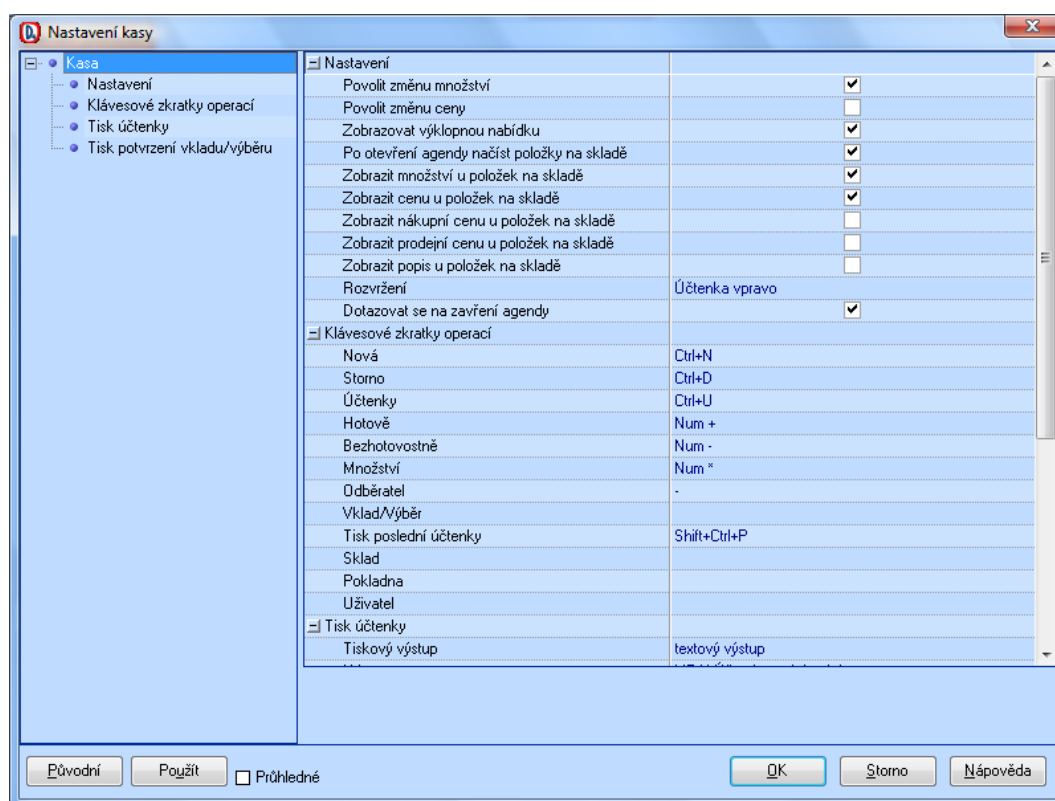 Nastavení kasy
Kasa
Nastavení
Klávesové zkratky operací
Tisk účtenky
Tisk potvrzení vkladu/výběru
Nastavení
Povolit změnu množství
Povolit změnu ceny
Zobrazovat výklopnou nabídku
Po otevření agendy načíst položky na skladě
Zobrazit množství u položek na skladě
Zobrazit cenu u položek na skladě
Zobrazit nákupní cenu u položek na skladě
Zobrazit prodejní cenu u položek na skladě
Zobrazit popis u položek na skladě
Rozvržení Účtenka vpravo
Dotazovat se na zavření agendy
Klávesové zkratky operací
Nová Ctrl+N
Storno Ctrl+D
Účtenky Ctrl+U
Hotově Num +
Bezhotovostně Num -
Množství Num *
Odběratel -
Vklad/Výběr
Tisk poslední účtenky Shift+Ctrl+P
Sklad
Pokladna
Uživatel
Tisk účtenky
Tiskový výstup textový výstup
Původní Použít Průhledné OK Storno Nápověda